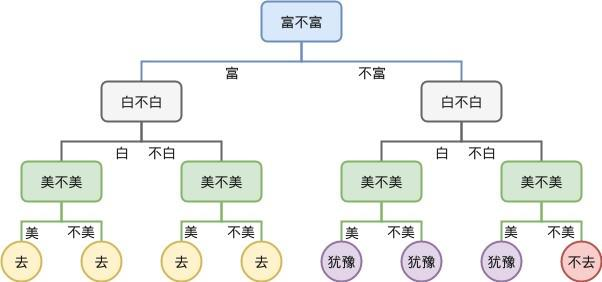 富不富
富 不富
白不白 白不白
白 不白 白 不白
美不美 美不美 美不美 美不美
美 不美 美 不美 美 不美 美 不美
去 去 去 去 犹豫 犹豫 犹豫 不去